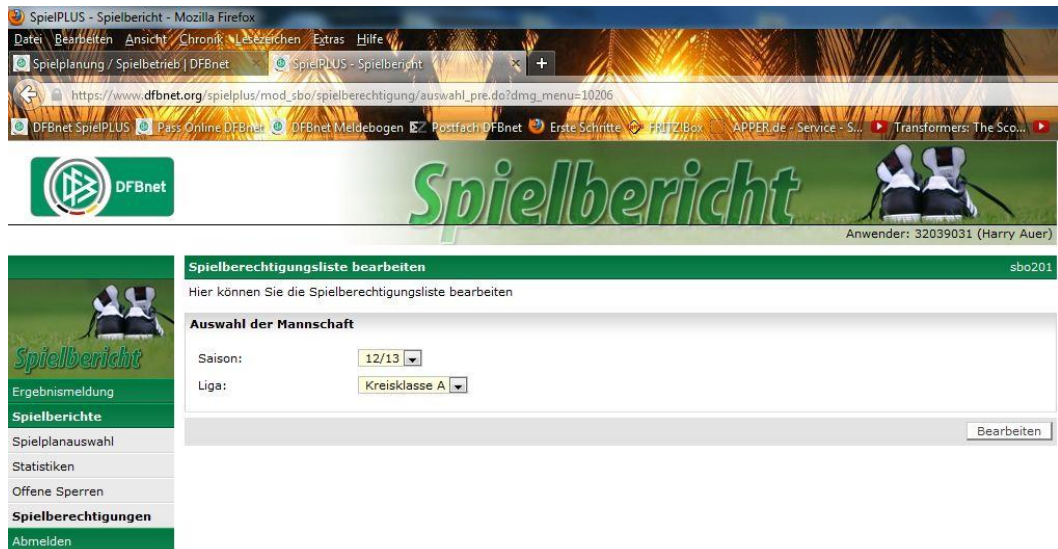 SpielPLUS - Spielbericht - Mozilla Firefox
Datei Bearbeiten Ansicht Chronik Lesezeichen Extras Hilfe
Spielplanung / Spielbetrieb | DFBnet × SpielPLUS - Spielbericht × +
https://www.dfbnet.org/spielplus/mod_sbo/spielberechtigung/auswahl_pre.do?dmg_menu=10206
DFBnet SpielPLUS Pass Online DFBnet DFBnet Meldebogen Postfach DFBnet Erste Schritte FRITZ!Box APPER.de - Service - S... Transformers: The Sco...
DFBnet
Spielbericht
Anwender: 32039031 (Harry Auer)
Spielberechtigungsliste bearbeiten sbo201
Hier können Sie die Spielberechtigungsliste bearbeiten
Auswahl der Mannschaft
Saison: 12/13
Liga: Kreisklasse A
Bearbeiten
Spielbericht
Ergebnismeldung
Spielberichte
Spielplanauswahl
Statistiken
Offene Sperren
Spielberechtigungen
Abmelden